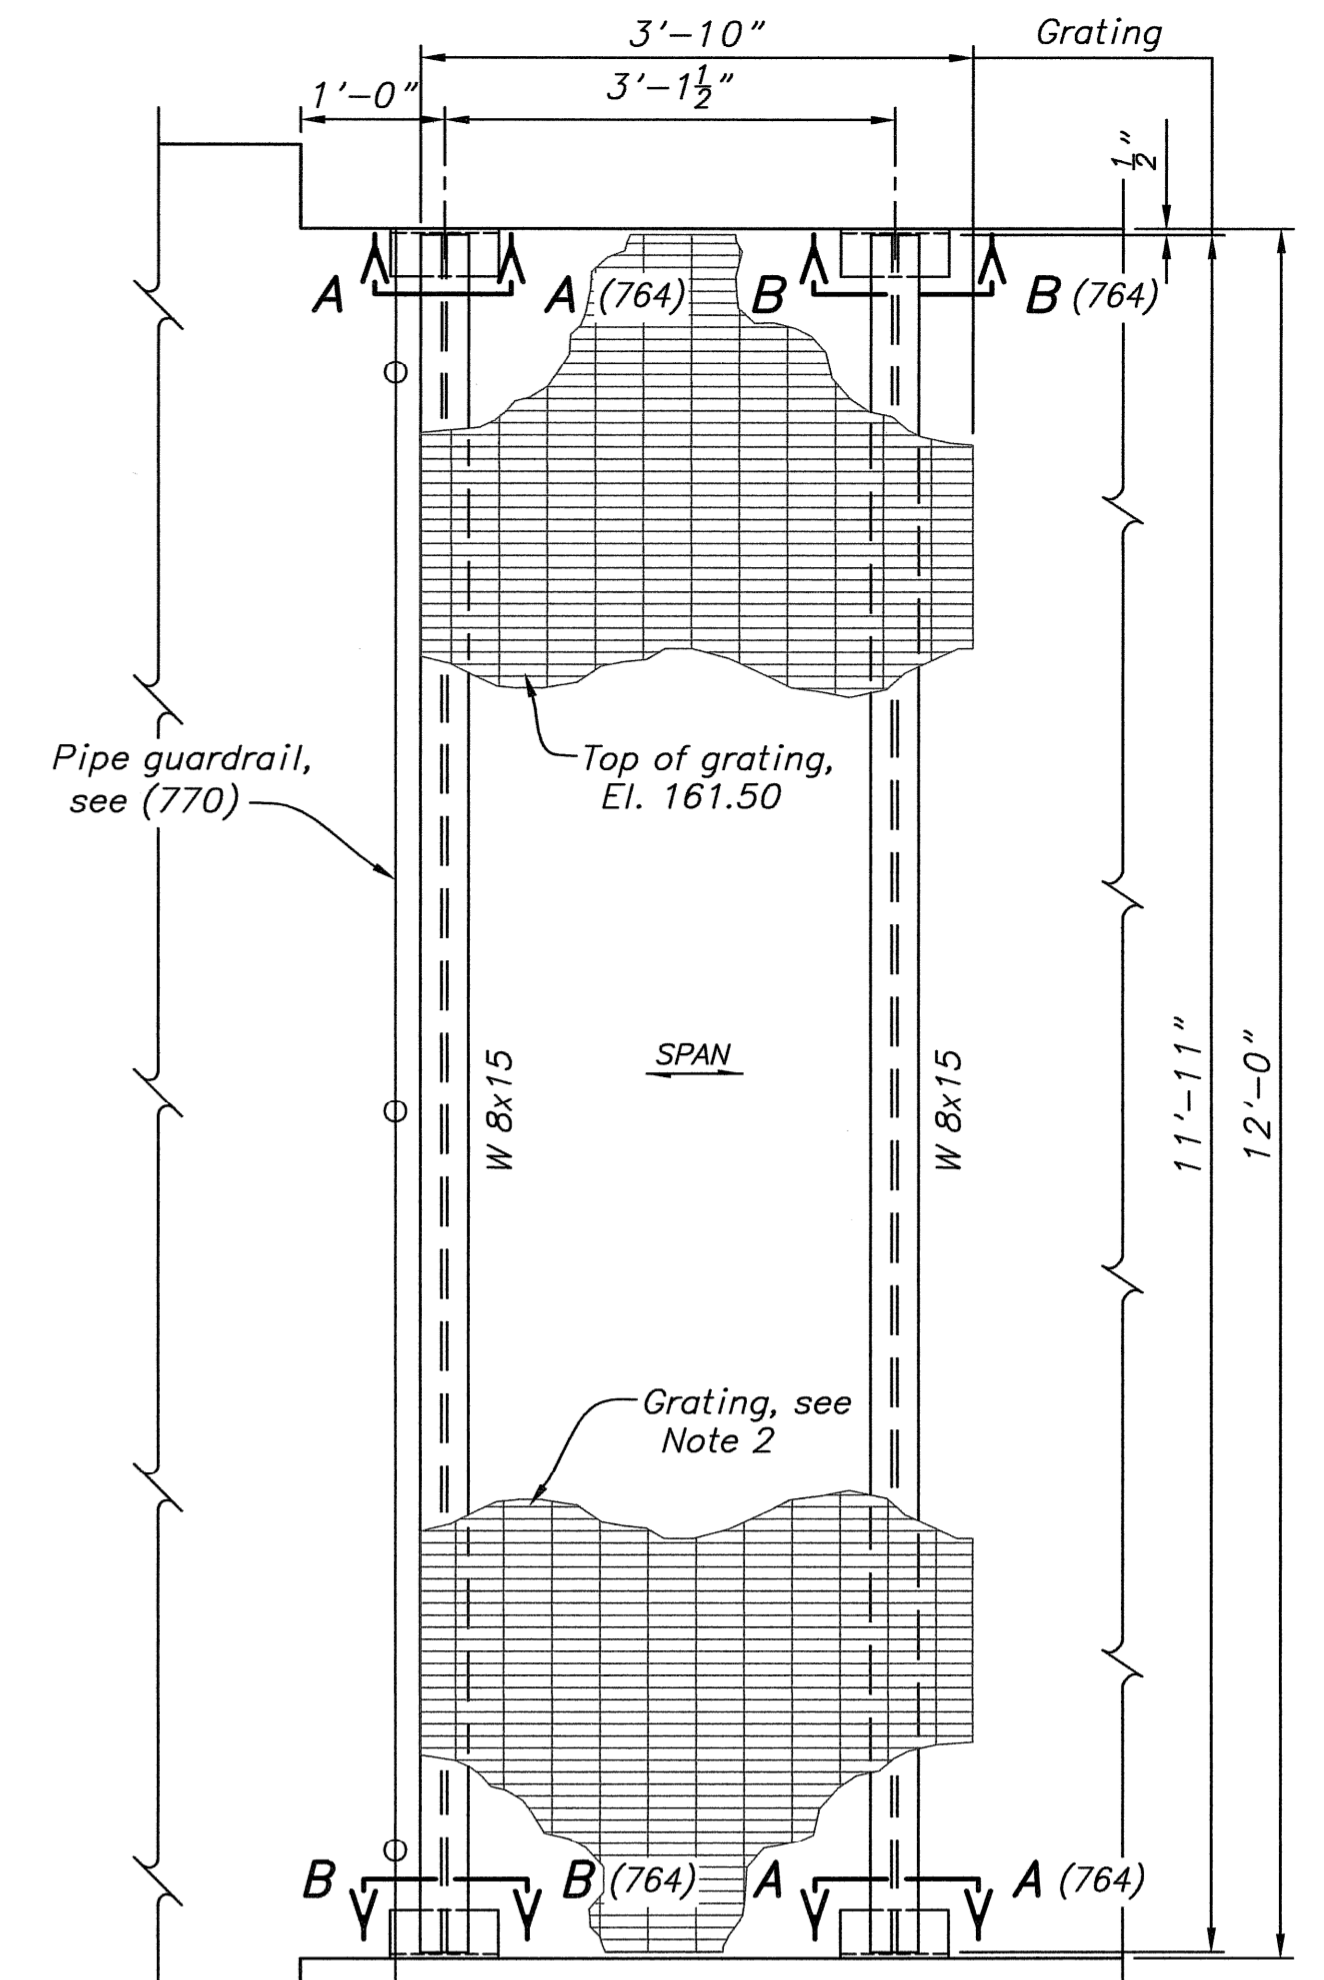 3'-10"
Grating
1'-0"
3'-1½"
½"
A
A (764)
B
B (764)
Pipe guardrail,
see (770)
Top of grating,
El. 161.50
W 8x15
SPAN
W 8x15
11'-11"
12'-0"
Grating, see
Note 2
B
B (764)
A
A (764)